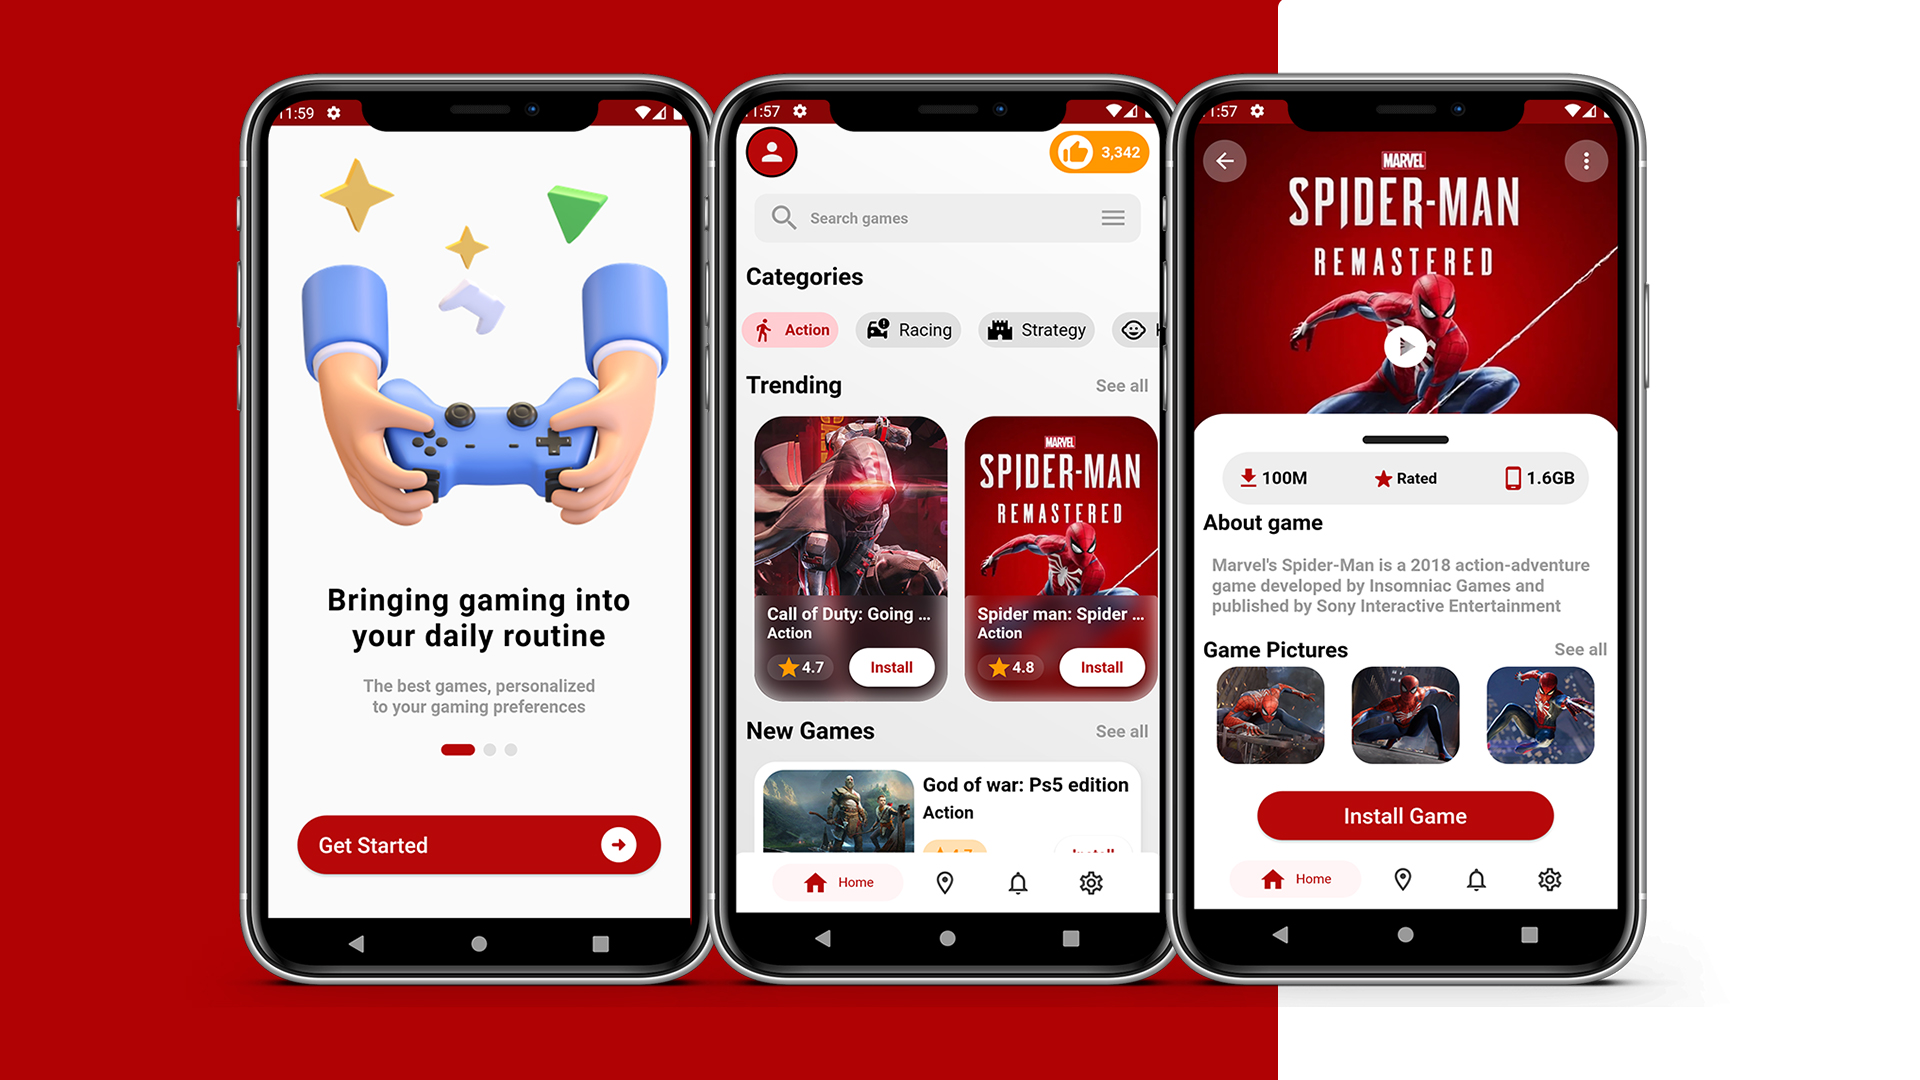 11:59
Bringing gaming into
your daily routine
The best games, personalized
to your gaming preferences
Get Started
:57
3,342
Search games
Categories
Action
Racing
Strategy
Trending
See all
MARVEL
SPIDER-MAN
REMASTERED
Call of Duty: Going ...
Action
4.7
Install
Spider man: Spider ...
Action
4.8
Install
New Games
See all
God of war: Ps5 edition
Action
Home
:57
MARVEL
SPIDER-MAN
REMASTERED
100M
Rated
1.6GB
About game
Marvel's Spider-Man is a 2018 action-adventure
game developed by Insomniac Games and
published by Sony Interactive Entertainment
Game Pictures
See all
Install Game
Home